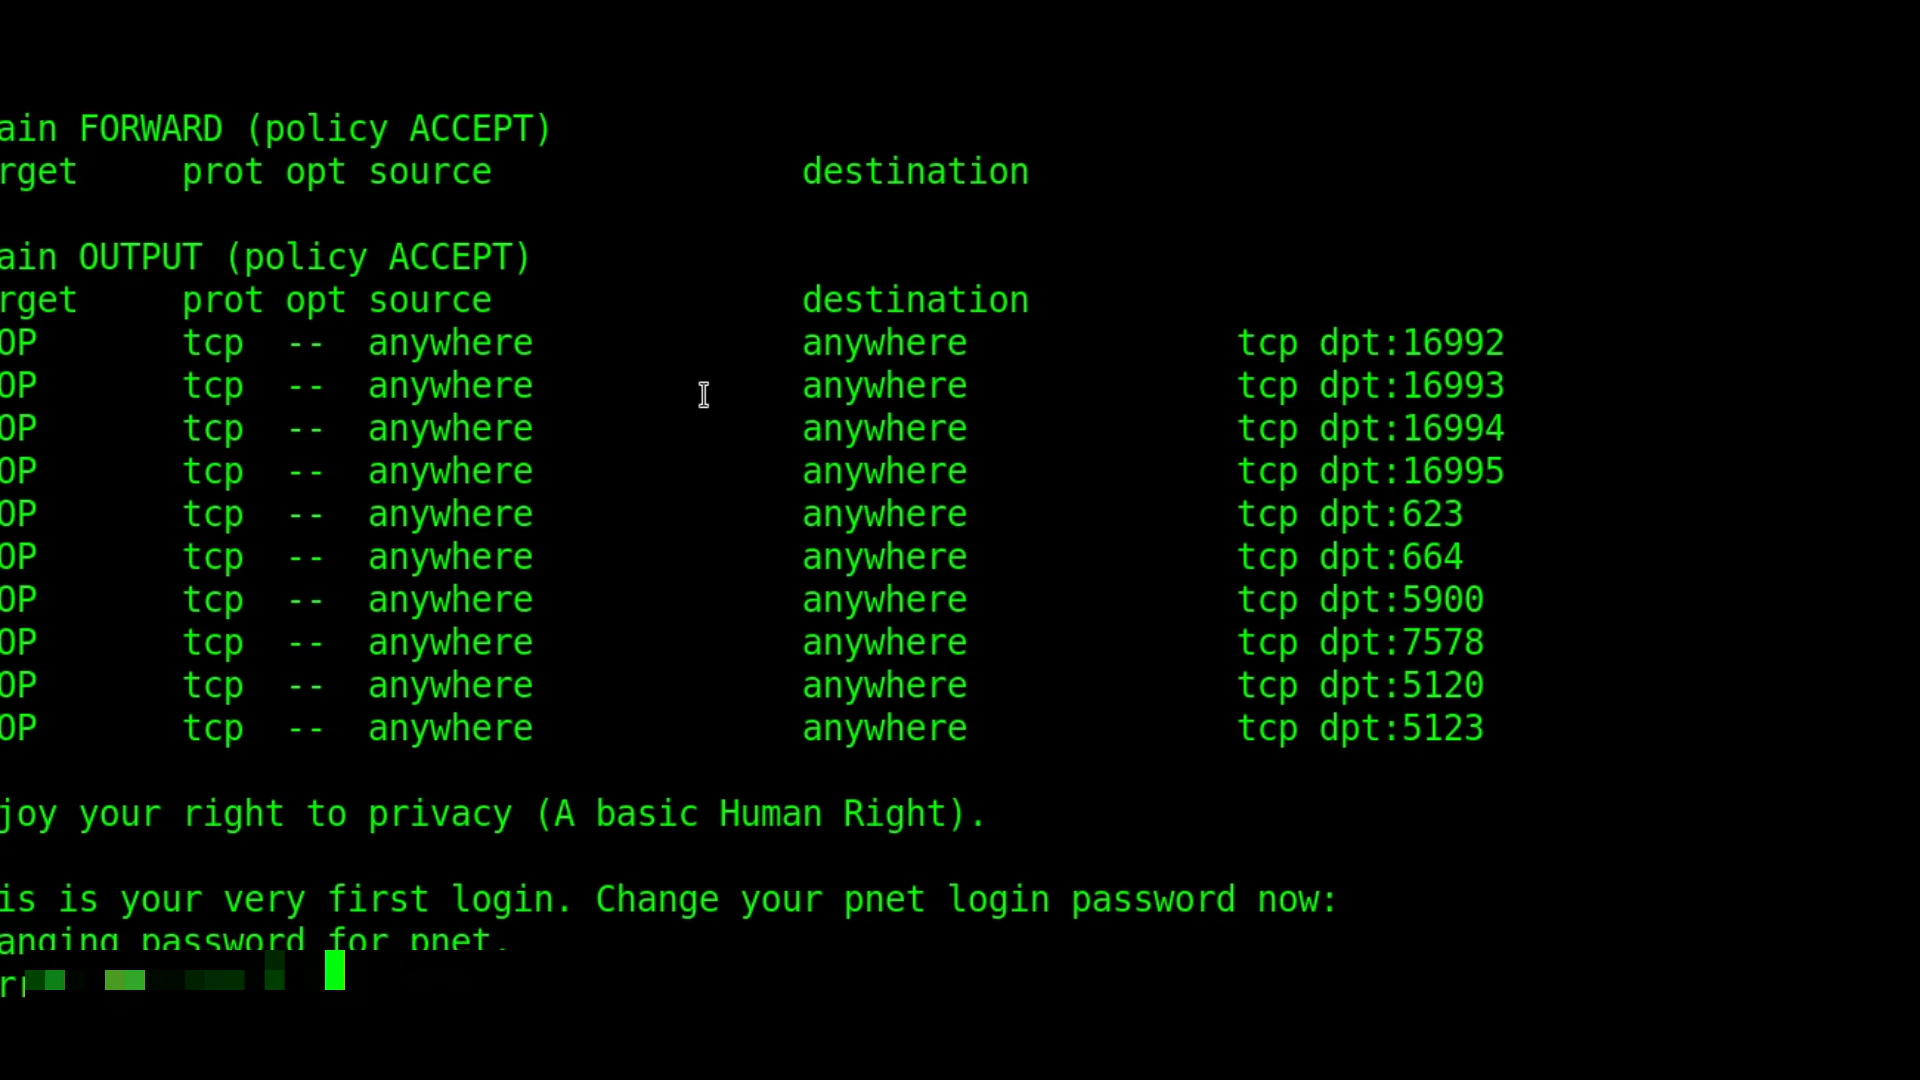 ain FORWARD (policy ACCEPT)
rget prot opt source destination
ain OUTPUT (policy ACCEPT)
rget prot opt source destination
OP tcp -- anywhere anywhere tcp dpt:16992
OP tcp -- anywhere anywhere tcp dpt:16993
OP tcp -- anywhere anywhere tcp dpt:16994
OP tcp -- anywhere anywhere tcp dpt:16995
OP tcp -- anywhere anywhere tcp dpt:623
OP tcp -- anywhere anywhere tcp dpt:664
OP tcp -- anywhere anywhere tcp dpt:5900
OP tcp -- anywhere anywhere tcp dpt:7578
OP tcp -- anywhere anywhere tcp dpt:5120
OP tcp -- anywhere anywhere tcp dpt:5123
joy your right to privacy (A basic Human Right).
is is your very first login. Change your pnet login password now:
anging password for pnet.